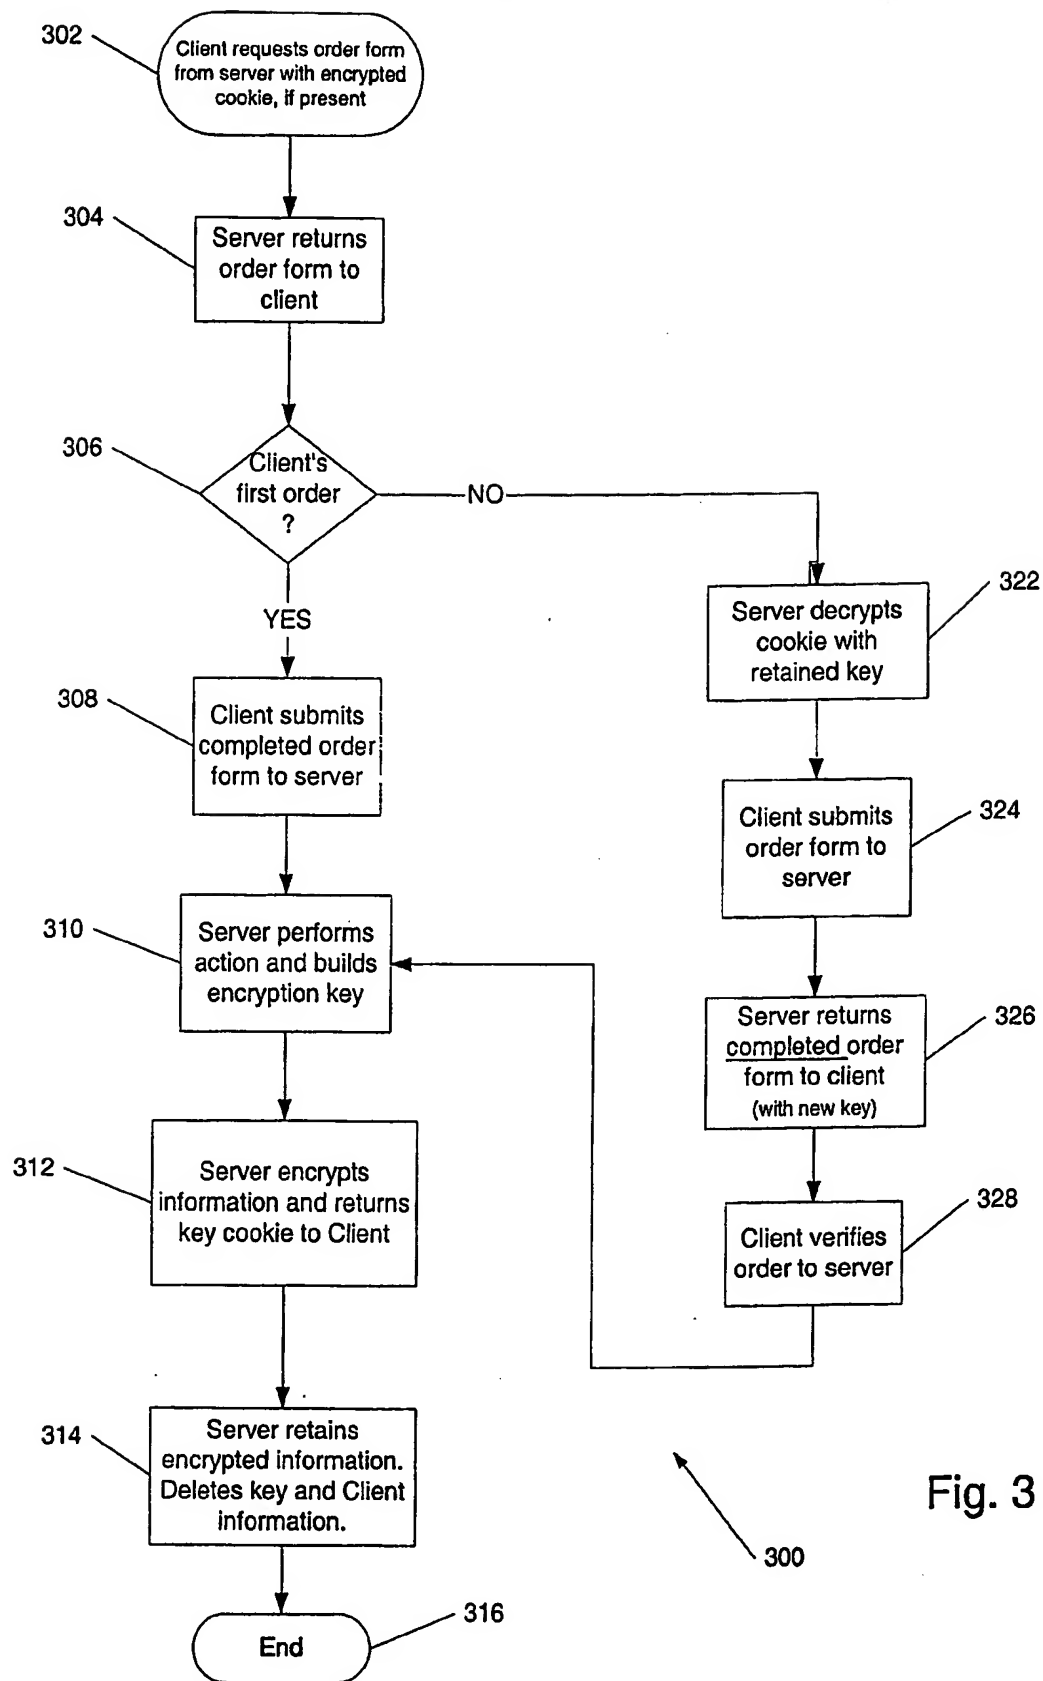 302
Client requests order form
from server with encrypted
cookie, if present
304
Server returns
order form to
client
306
Client's
first order
?
NO
YES
322
Server decrypts
cookie with
retained key
308
Client submits
completed order
form to server
324
Client submits
order form to
server
310
Server performs
action and builds
encryption key
326
Server returns
completed order
form to client
(with new key)
312
Server encrypts
information and returns
key cookie to Client
328
Client verifies
order to server
314
Server retains
encrypted information.
Deletes key and Client
information.
Fig. 3
300
316
End